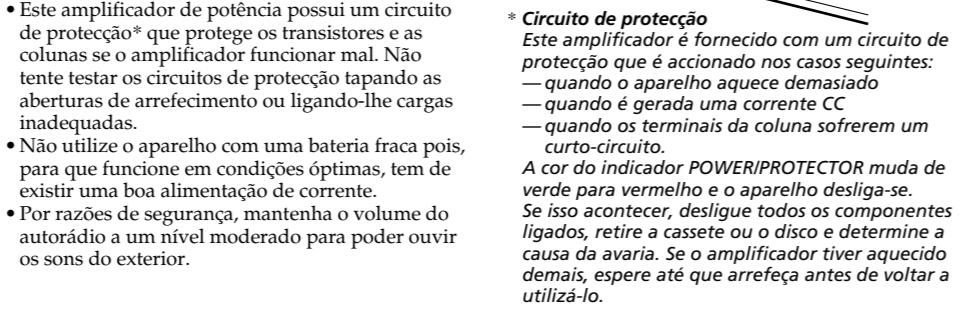 • Este amplificador de potência possui um circuito
de protecção* que protege os transistores e as
colunas se o amplificador funcionar mal. Não
tente testar os circuitos de protecção tapando as
aberturas de arrefecimento ou ligando-lhe cargas
inadequadas.
• Não utilize o aparelho com uma bateria fraca pois,
para que funcione em condições óptimas, tem de
existir uma boa alimentação de corrente.
• Por razões de segurança, mantenha o volume do
autorádio a um nível moderado para poder ouvir
os sons do exterior.
* Circuito de protecção
Este amplificador é fornecido com um circuito de
protecção que é accionado nos casos seguintes:
— quando o aparelho aquece demasiado
— quando é gerada uma corrente CC
— quando os terminais da coluna sofrerem um
curto-circuito.
A cor do indicador POWER/PROTECTOR muda de
verde para vermelho e o aparelho desliga-se.
Se isso acontecer, desligue todos os componentes
ligados, retire a cassete ou o disco e determine a
causa da avaria. Se o amplificador tiver aquecido
demais, espere até que arrefeça antes de voltar a
utilizá-lo.